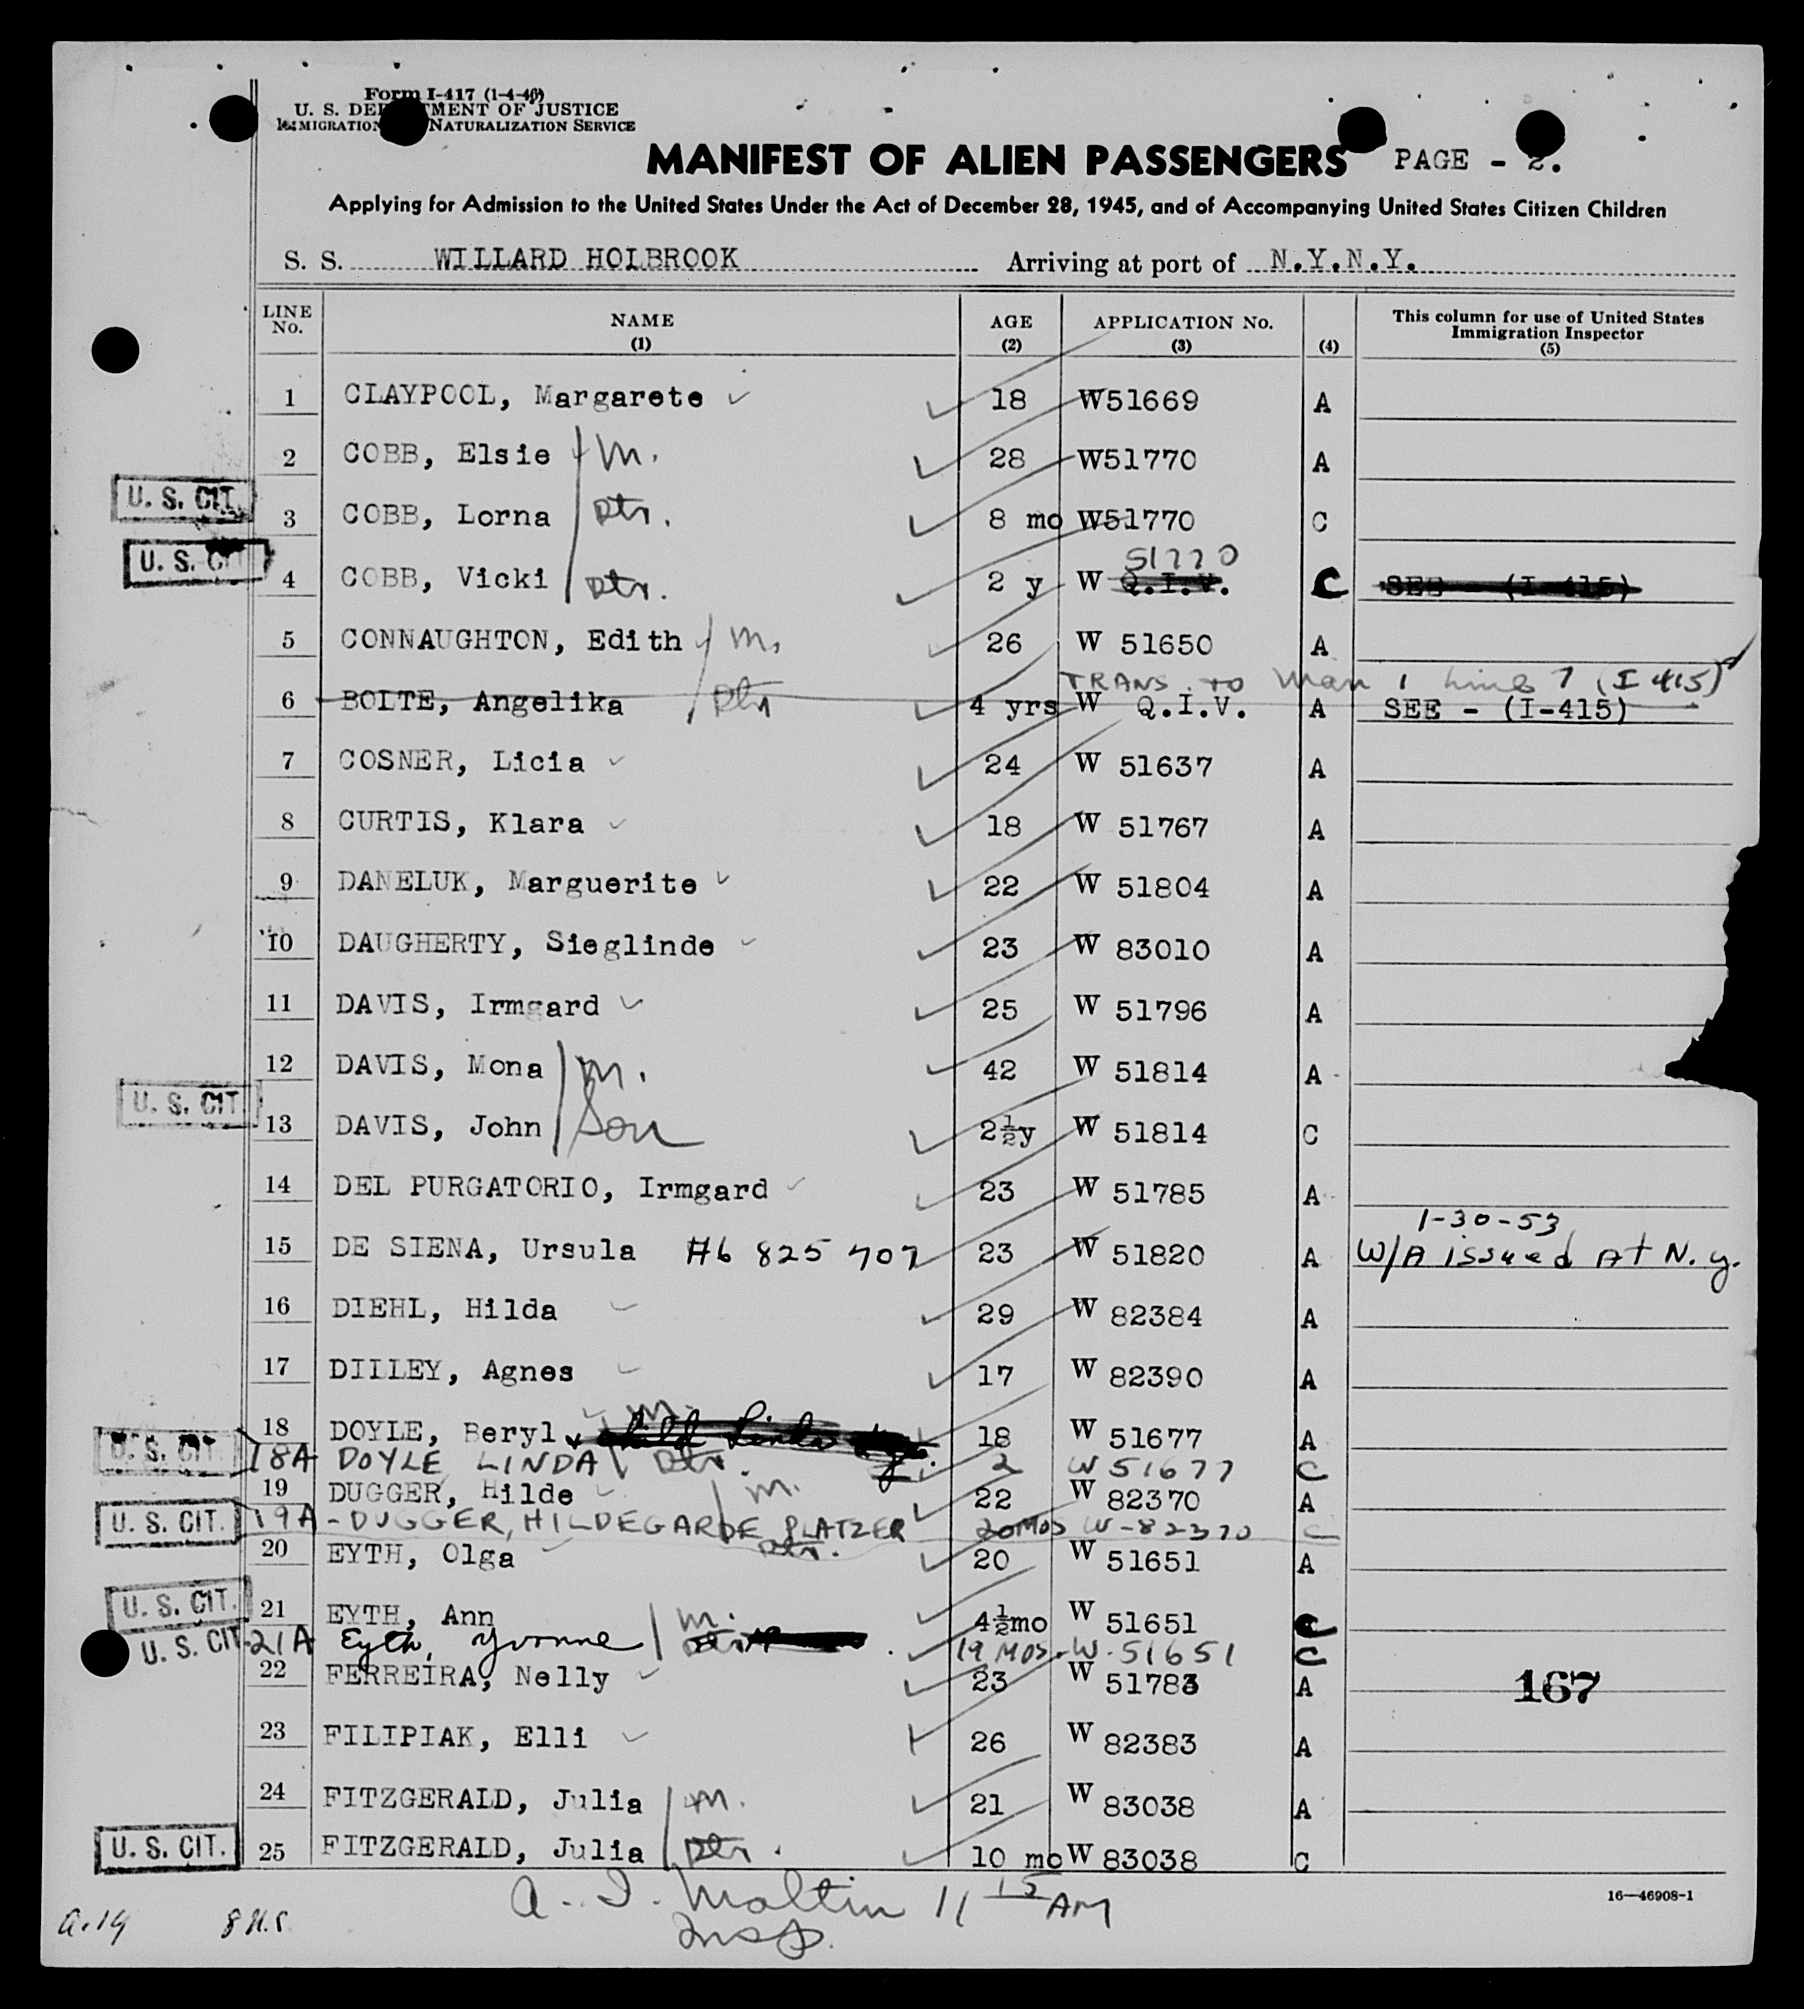 Form I-417 (1-4-46)
U. S. DEPARTMENT OF JUSTICE
IMMIGRATION NATURALIZATION SERVICE
MANIFEST OF ALIEN PASSENGERS PAGE - 2.
Applying for Admission to the United States Under the Act of December 28, 1945, and of Accompanying United States Citizen Children
S. S. WILLARD HOLBROOK Arriving at port of N.Y.N.Y.
LINE No. NAME (1) AGE (2) APPLICATION No. (3) (4) This column for use of United States Immigration Inspector (5)
1 CLAYPOOL, Margarete 18 W51669 A
2 COBB, Elsie m. 28 W51770 A
U. S. CIT. 3 COBB, Lorna Dtr. 8 mo W51770 C
51770
U. S. CIT 4 COBB, Vicki Dtr. 2 y W Q.I.V. C SEE - (I-415)
5 CONNAUGHTON, Edith m. 26 W 51650 A
TRANS. to Man 1 Line 7 (I 415)
6 BOLTE, Angelika Dtr 4 yrs W Q.I.V. A SEE - (I-415)
7 COSNER, Licia 24 W 51637 A
8 CURTIS, Klara 18 W 51767 A
9 DANELUK, Marguerite 22 W 51804 A
10 DAUGHERTY, Sieglinde 23 W 83010 A
11 DAVIS, Irmgard 25 W 51796 A
12 DAVIS, Mona m. 42 W 51814 A
U. S. CIT. 13 DAVIS, John Son 2½y W 51814 C
14 DEL PURGATORIO, Irmgard 23 W 51785 A
1-30-53
15 DE SIENA, Ursula #6 825 707 23 W 51820 A W/A issued At N.Y.
16 DIEHL, Hilda 29 W 82384 A
17 DILLEY, Agnes 17 W 82390 A
18 DOYLE, Beryl m. child Linda 18 W 51677 A
U. S. CIT. 18A DOYLE LINDA Dtr. 2 W 51677 C
19 DUGGER, Hilde m. 22 W 82370 A
U. S. CIT. 19A - DUGGER, HILDEGARDE PLATZER Dtr. 20 MOS W-82370 C
20 EYTH, Olga 20 W 51651 A
U. S. CIT. 21 EYTH, Ann m. 4½mo W 51651 C
U. S. CIT. 21A Eyth, Yvonne 19 MOS. W-51651 C
22 FERREIRA, Nelly 23 W 51783 A 167
23 FILIPIAK, Elli 26 W 82383 A
24 FITZGERALD, Julia m. 21 W 83038 A
U. S. CIT. 25 FITZGERALD, Julia Dtr. 10 mo W 83038 C
A. J. Moltin 11 15 AM
Insp.
16—46908-1
A.19 8 U.S.